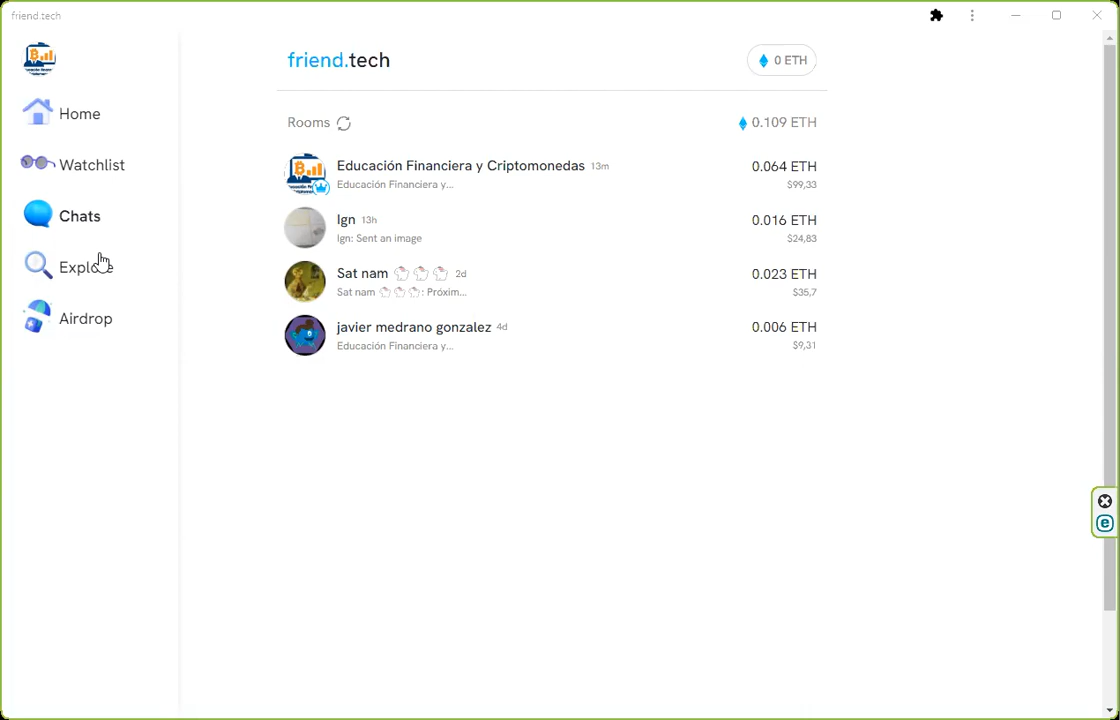 friend.tech
Home
Watchlist
Chats
Explore
Airdrop
friend.tech
0 ETH
Rooms
0.109 ETH
Educación Financiera y Criptomonedas 13m
0.064 ETH
Educación Financiera y...
$99,33
Ign 13h
0.016 ETH
Ign: Sent an image
$24,83
Sat nam 2d
0.023 ETH
Sat nam : Próxim...
$35,7
javier medrano gonzalez 4d
0.006 ETH
Educación Financiera y...
$9,31